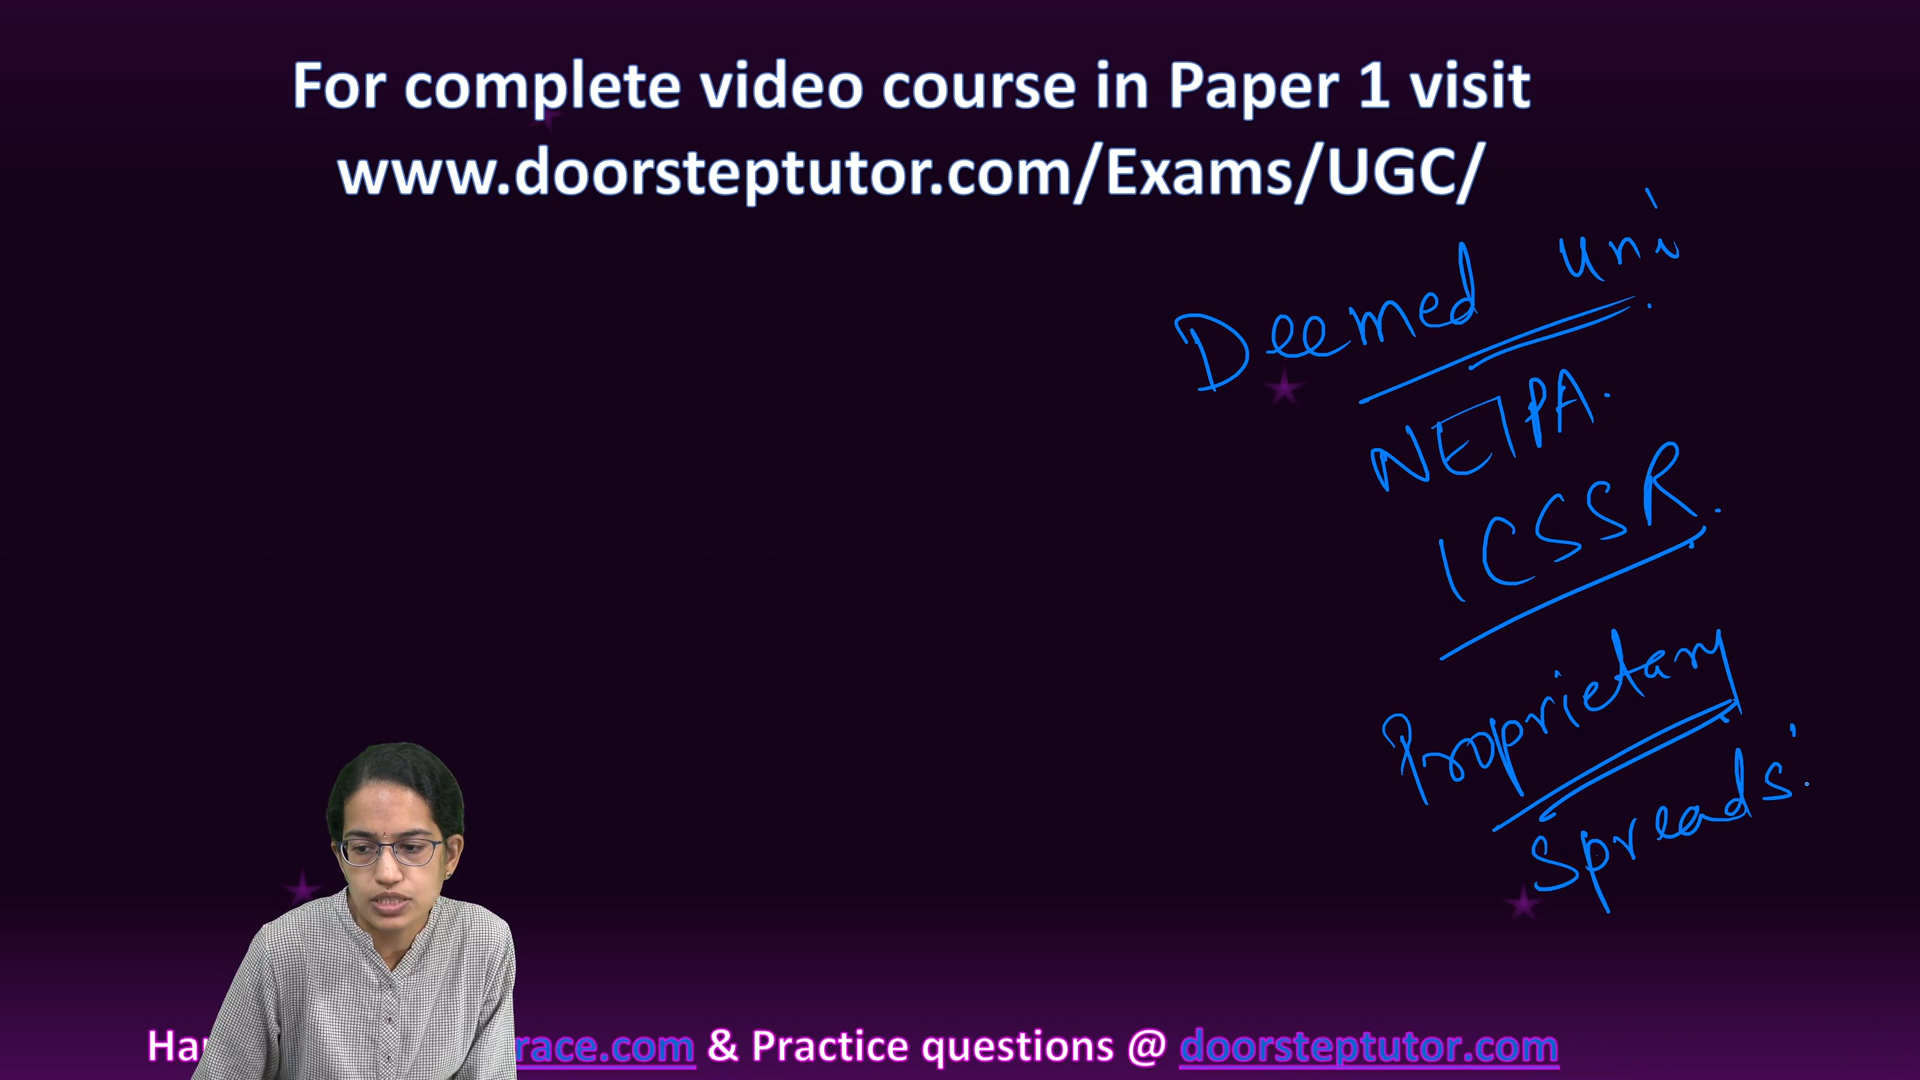 For complete video course in Paper 1 visit
www.doorsteptutor.com/Exams/UGC/
Deemed uni.
NETPA.
ICSSR.
Proprietary
Spreads.
Ha race.com & Practice questions @ doorsteptutor.com